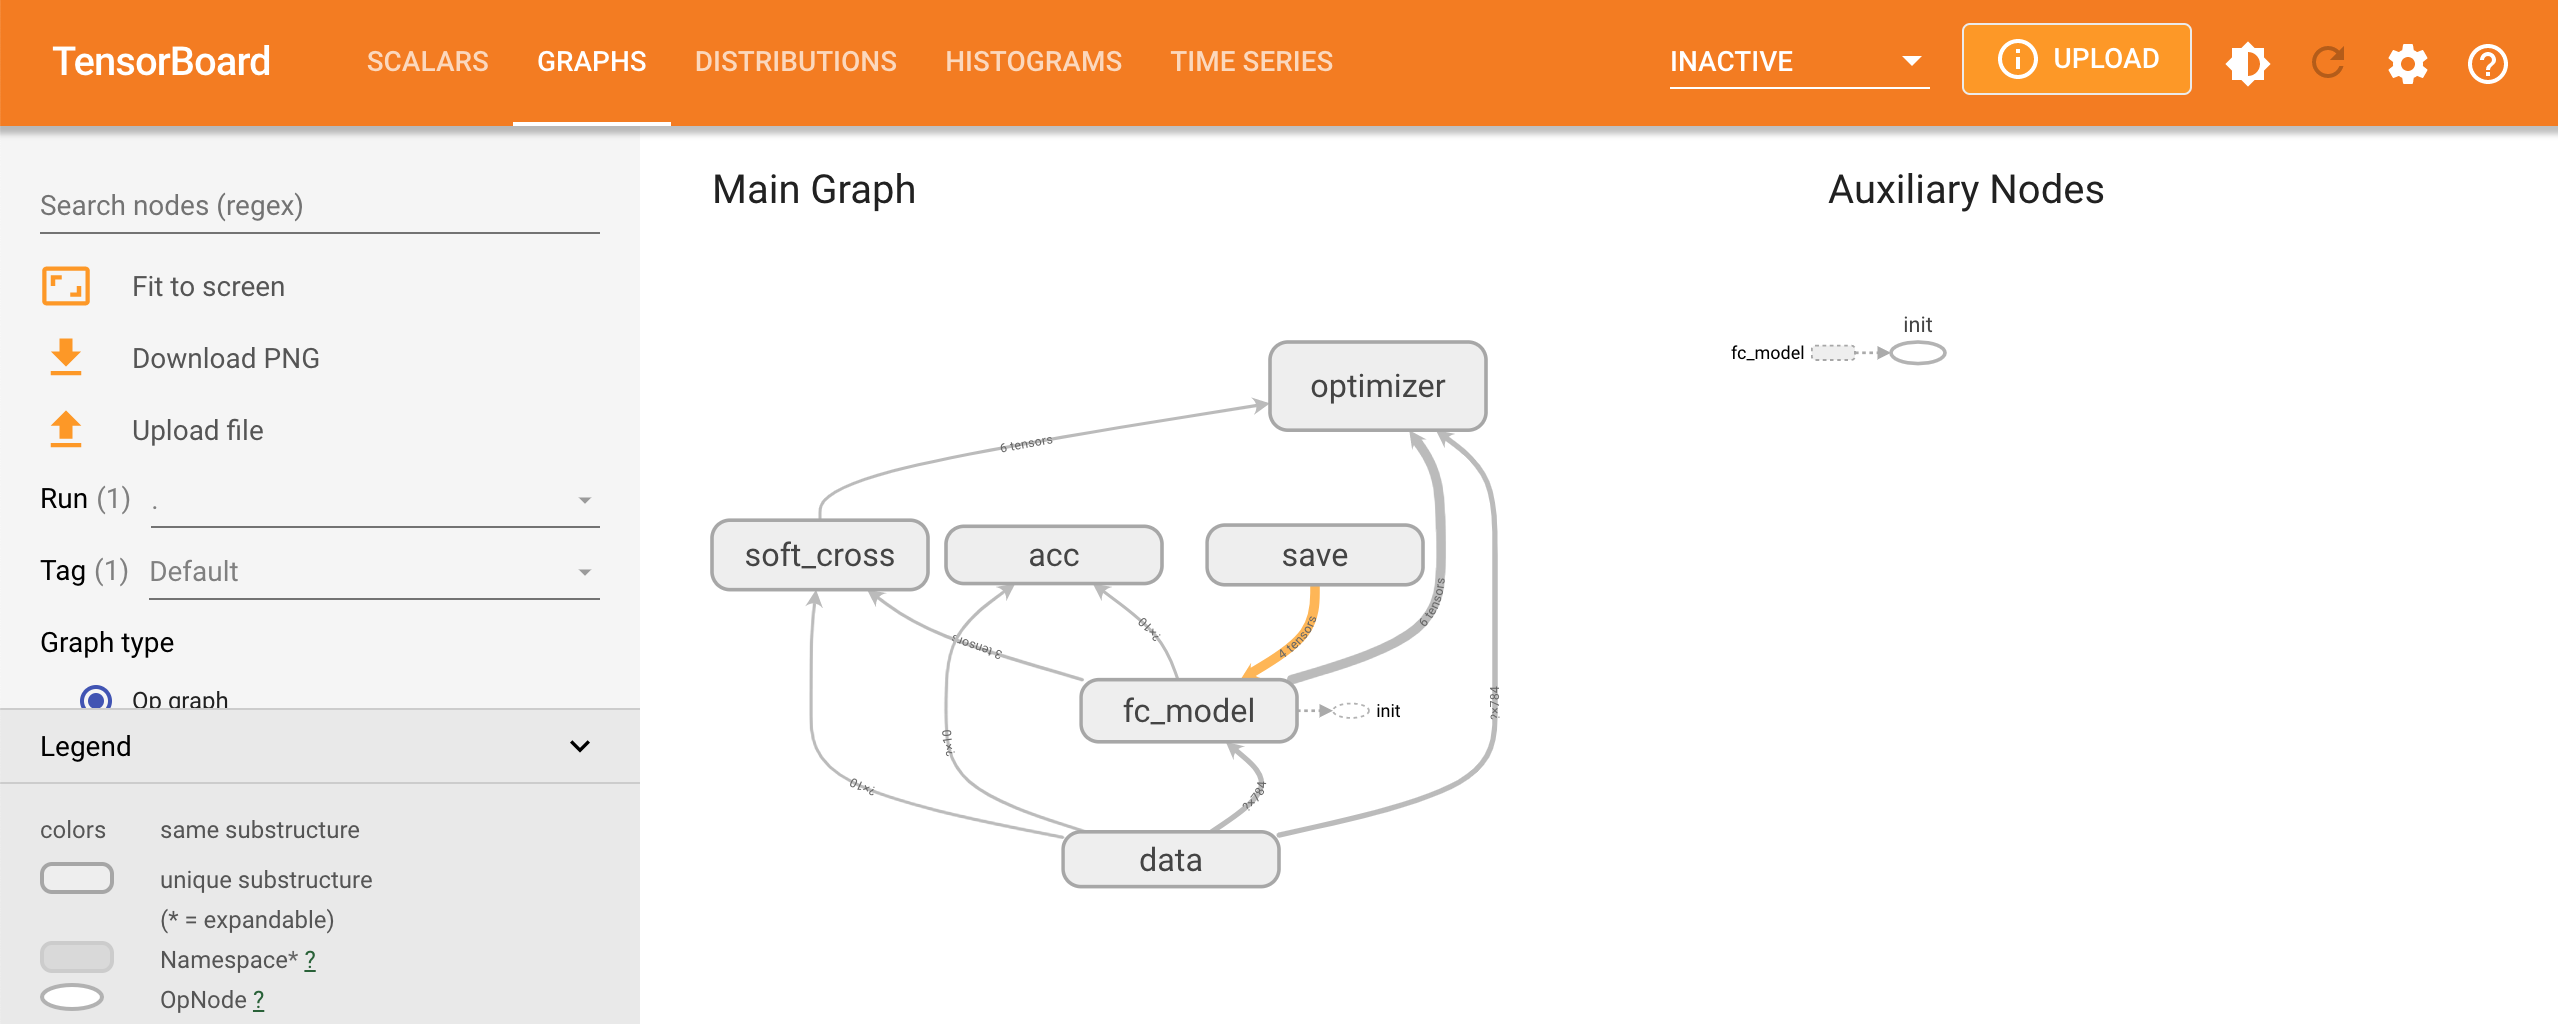 TensorBoard
SCALARS
GRAPHS
DISTRIBUTIONS
HISTOGRAMS
TIME SERIES
INACTIVE
UPLOAD
Search nodes (regex)
Fit to screen
Download PNG
Upload file
Run (1) .
Tag (1) Default
Graph type
Op graph
Legend
colors same substructure
unique substructure
(* = expandable)
Namespace* ?
OpNode ?
Main Graph
Auxiliary Nodes
init
fc_model
optimizer
6 tensors
soft_cross
acc
save
6 tensors
?×10
4 tensors
3 tensors
fc_model
init
?×784
?×10
?×10
?×784
data